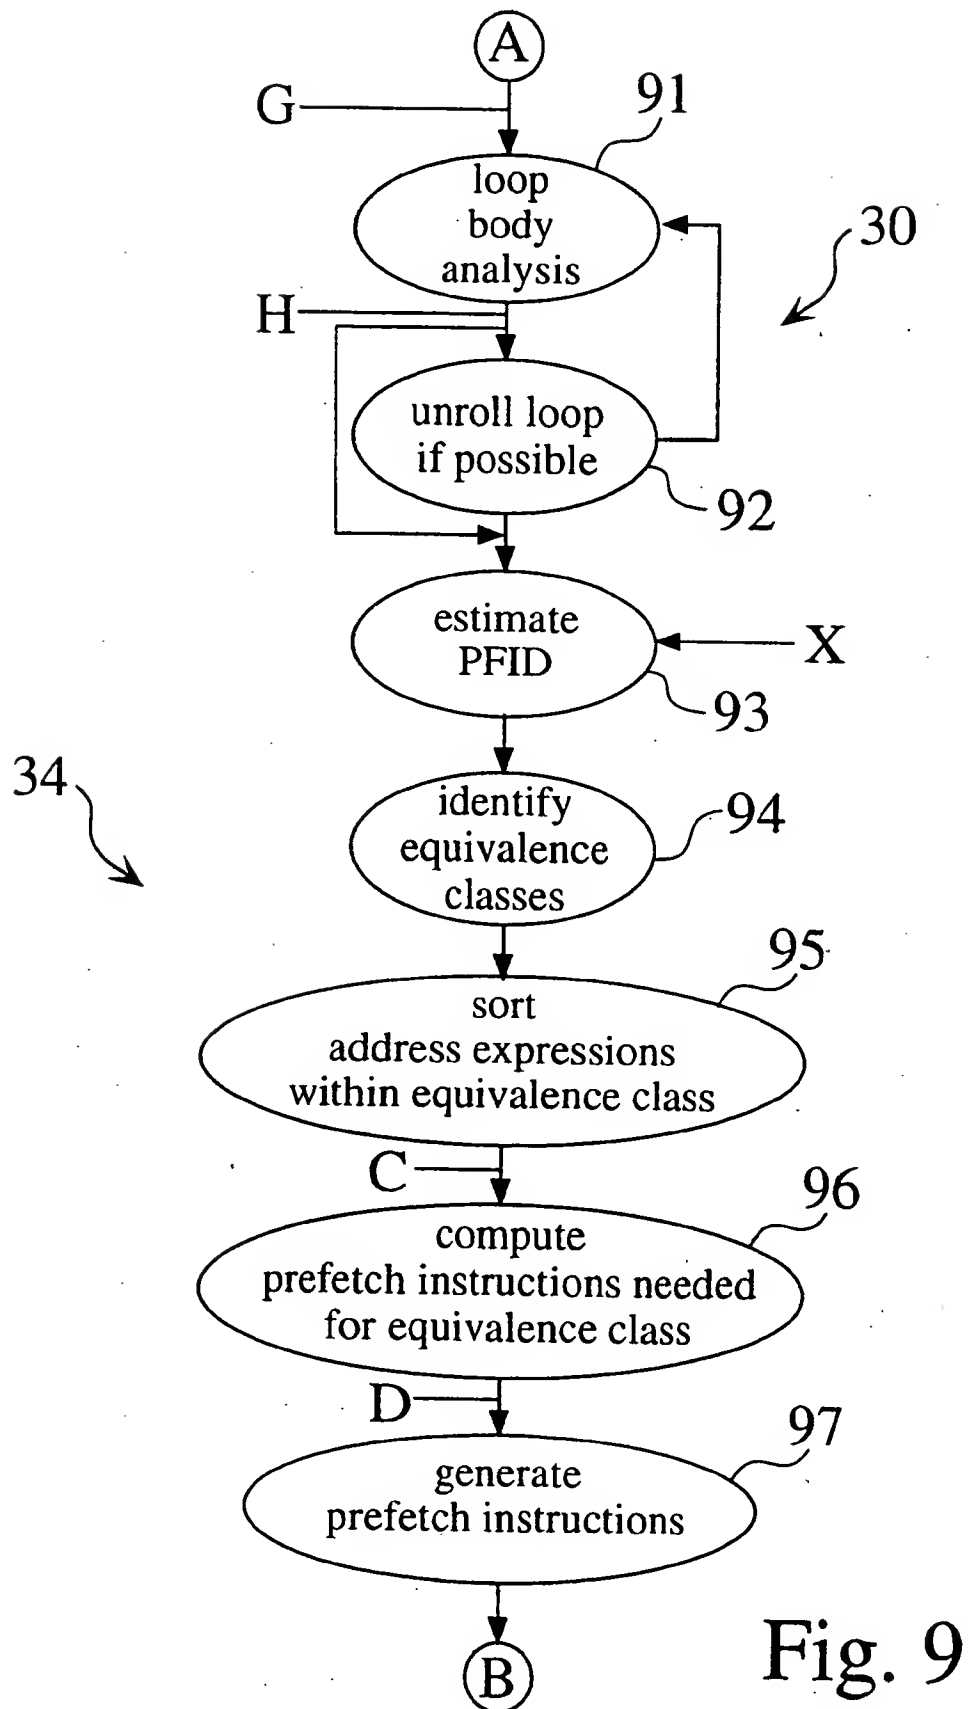 A
G
91
loop
body
analysis
30
H
unroll loop
if possible
92
estimate
PFID
X
93
34
identify
equivalence
classes
94
95
sort
address expressions
within equivalence class
C
96
compute
prefetch instructions needed
for equivalence class
D
97
generate
prefetch instructions
B
Fig. 9